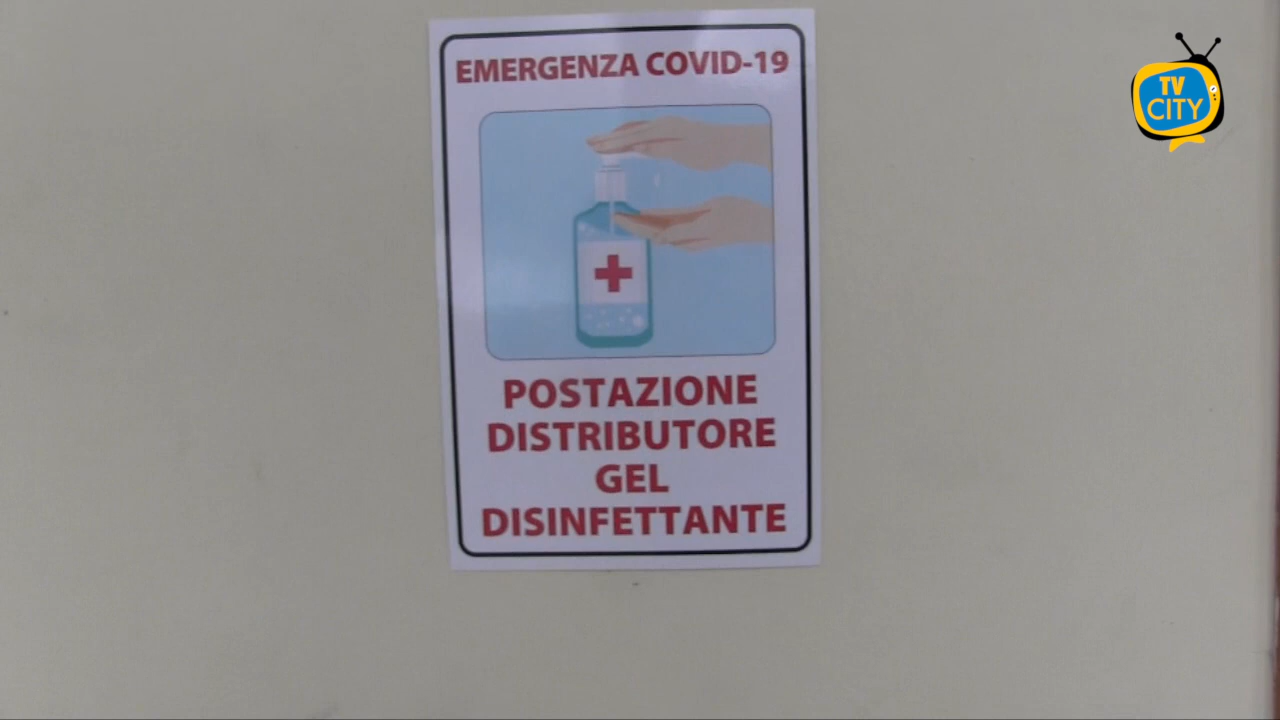 EMERGENZA COVID-19
TV
CITY
POSTAZIONE
DISTRIBUTORE
GEL
DISINFETTANTE